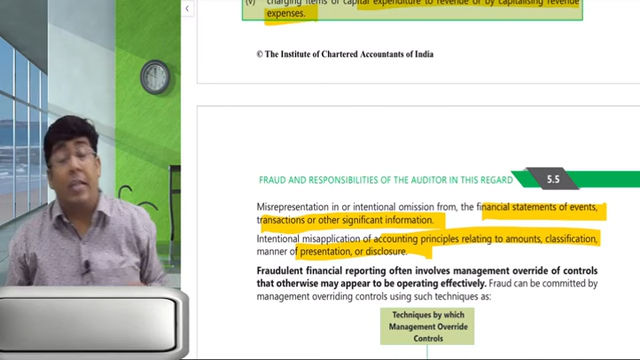 (v) charging items of capital expenditure to revenue or by capitalising revenue
expenses.
© The Institute of Chartered Accountants of India
FRAUD AND RESPONSIBILITIES OF THE AUDITOR IN THIS REGARD 5.5
Misrepresentation in or intentional omission from, the financial statements of events,
transactions or other significant information.
Intentional misapplication of accounting principles relating to amounts, classification,
manner of presentation, or disclosure.
Fraudulent financial reporting often involves management override of controls
that otherwise may appear to be operating effectively. Fraud can be committed by
management overriding controls using such techniques as:
Techniques by which
Management Override
Controls